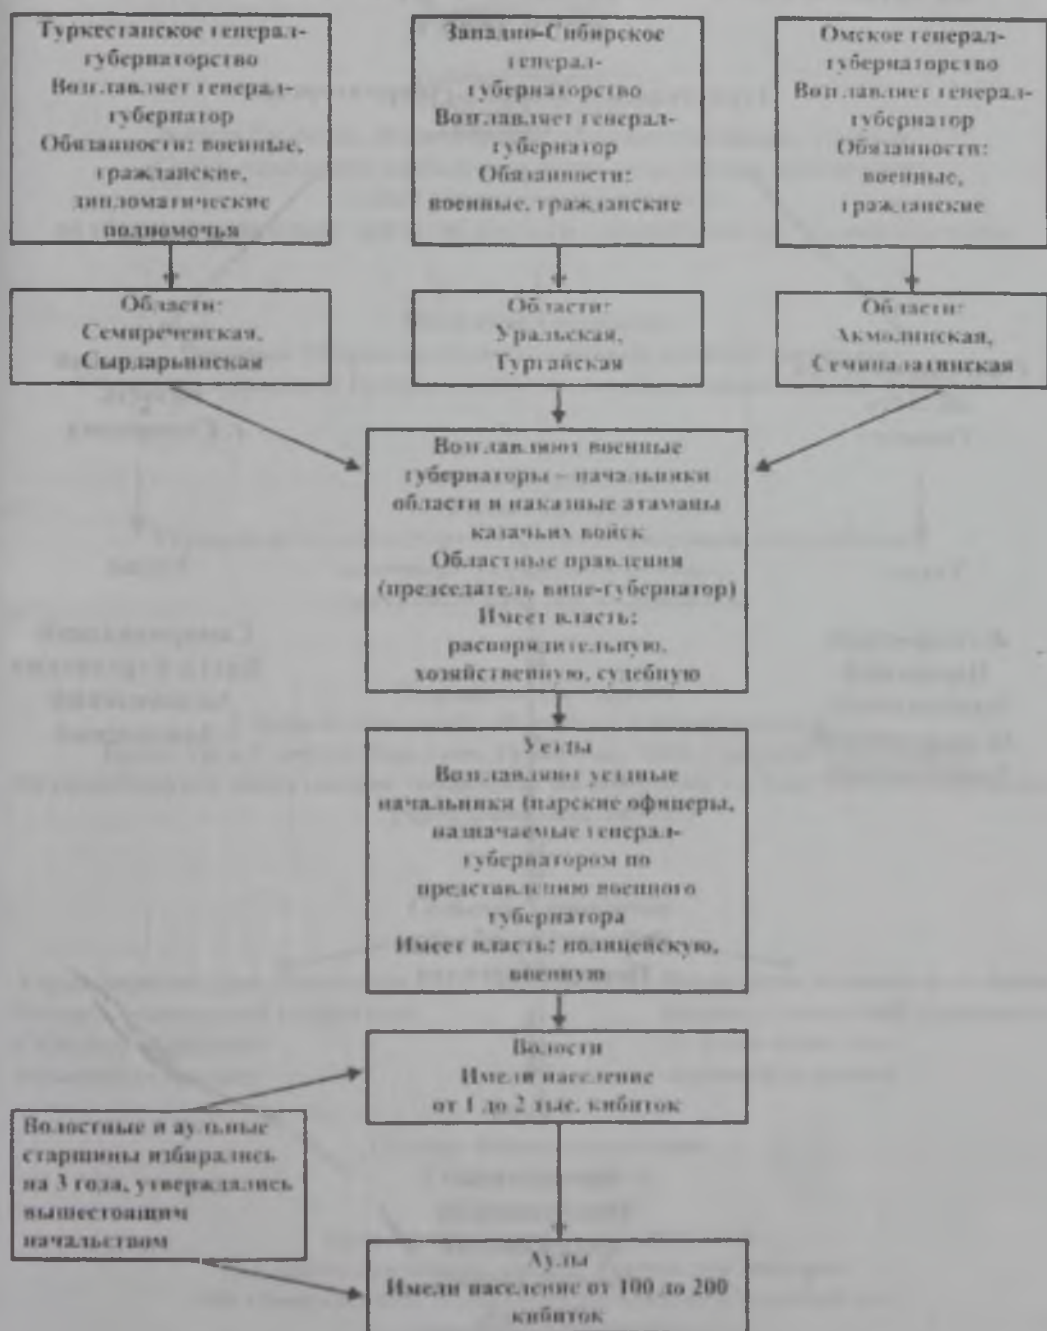 Туркестанское генерал-
губернаторство
Возглавляет генерал-
губернатор
Обязанности: военные,
гражданские,
дипломатические
полномочья
Западно-Сибирское
генерал-
губернаторство
Возглавляет генерал-
губернатор
Обязанности:
военные, гражданские
Омское генерал-
губернаторство
Возглавляет генерал-
губернатор
Обязанности:
военные,
гражданские
Области:
Семиреченская,
Сырдарьинская
Области:
Уральская,
Тургайская
Области:
Акмолинская,
Семипалатинская
Возглавляют военные
губернаторы – начальники
области и наказные атаманы
казачьих войск
Областные правления
(председатель вице-губернатор)
Имеет власть:
распорядительную,
хозяйственную, судебную
Уезды
Возглавляют уездные
начальники (царские офицеры,
назначаемые генерал-
губернатором по
представлению военного
губернатора
Имеет власть: полицейскую,
военную
Волости
Имели население
от 1 до 2 тыс. кибиток
Волостные и аульные
старшины избирались
на 3 года, утверждались
вышестоящим
начальством
Аулы
Имели население от 100 до 200
кибиток